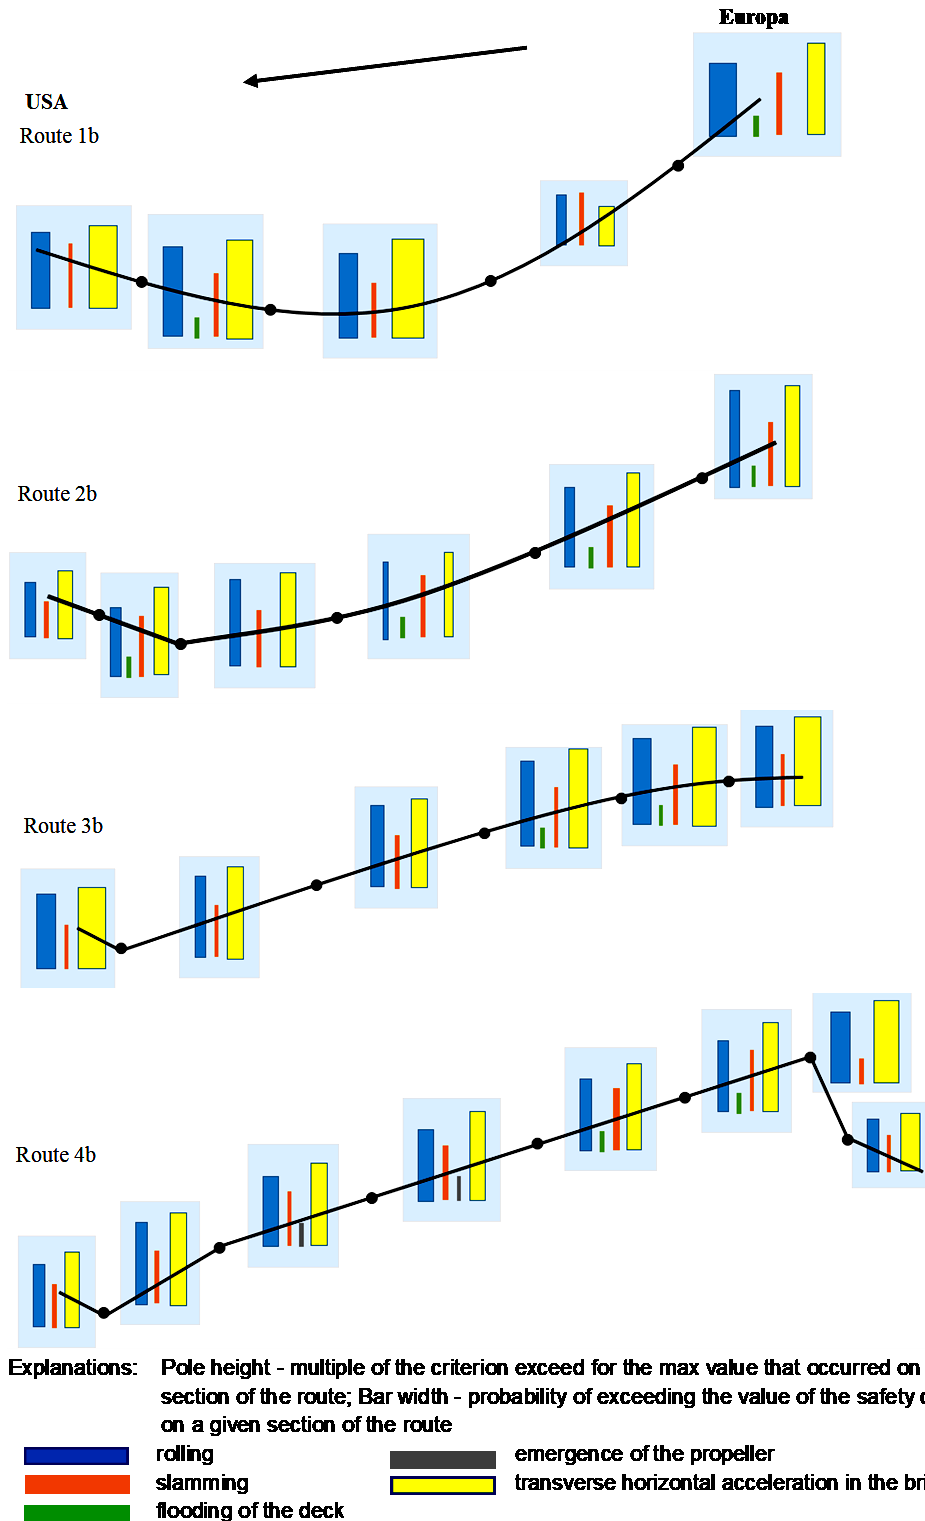 Europa
USA
Route 1b
Route 2b
Route 3b
Route 4b
Explanations: Pole height - multiple of the criterion exceed for the max value that occurred on
section of the route; Bar width - probability of exceeding the value of the safety
on a given section of the route
rolling
emergence of the propeller
slamming
transverse horizontal acceleration in the
flooding of the deck